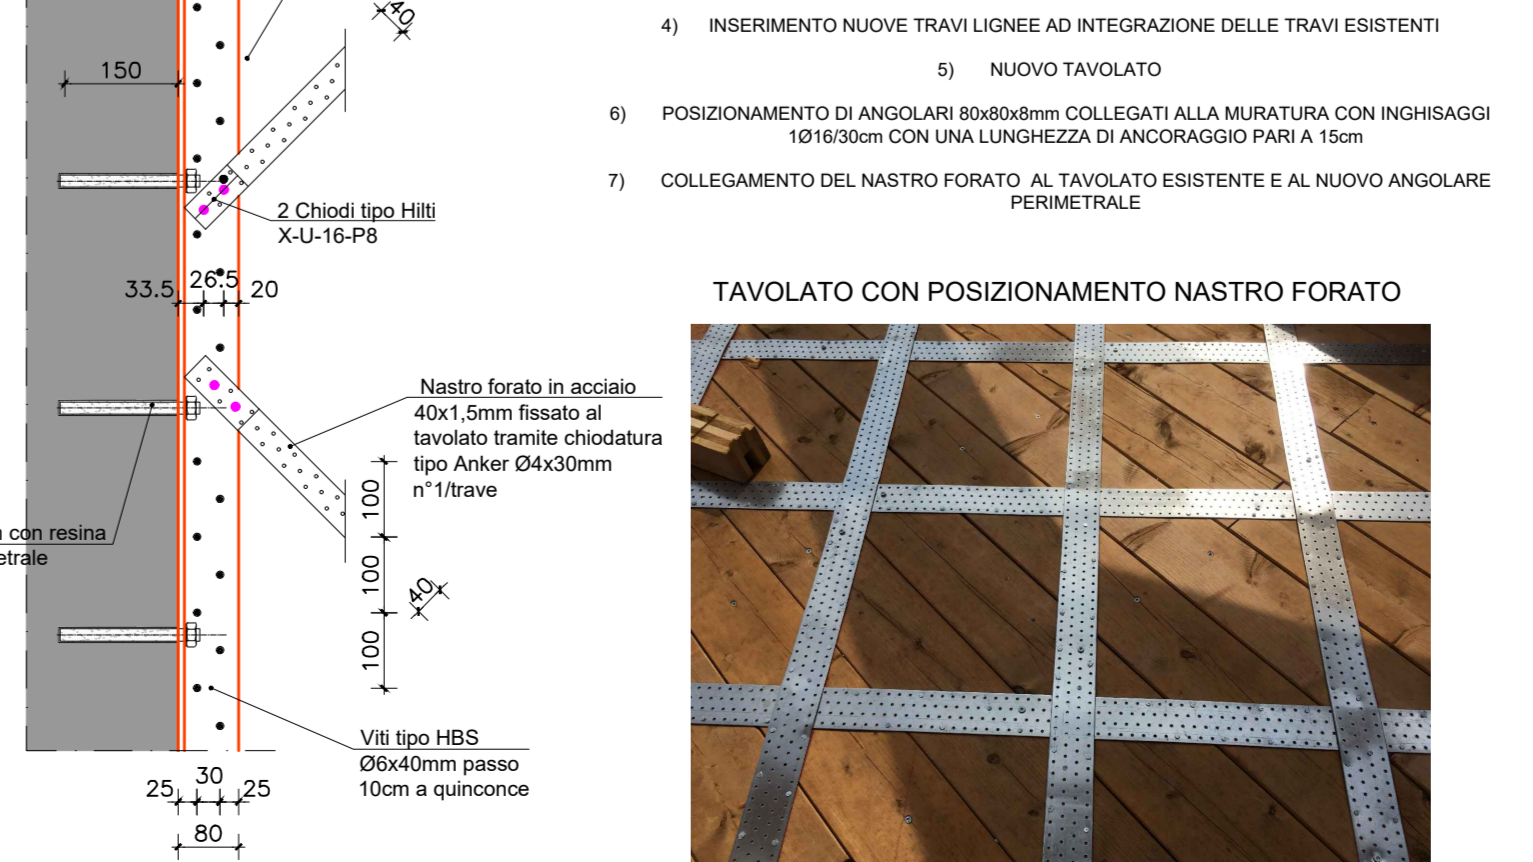 40
150
2 Chiodi tipo Hilti
X-U-16-P8
33.5 26.5 20
Nastro forato in acciaio
40x1,5mm fissato al
tavolato tramite chiodatura
tipo Anker Ø4x30mm
n°1/trave
100
100
100
40
con resina
etrale
Viti tipo HBS
Ø6x40mm passo
10cm a quinconce
30
25 25
80
4) INSERIMENTO NUOVE TRAVI LIGNEE AD INTEGRAZIONE DELLE TRAVI ESISTENTI
5) NUOVO TAVOLATO
6) POSIZIONAMENTO DI ANGOLARI 80x80x8mm COLLEGATI ALLA MURATURA CON INGHISAGGI
1Ø16/30cm CON UNA LUNGHEZZA DI ANCORAGGIO PARI A 15cm
7) COLLEGAMENTO DEL NASTRO FORATO AL TAVOLATO ESISTENTE E AL NUOVO ANGOLARE
PERIMETRALE
TAVOLATO CON POSIZIONAMENTO NASTRO FORATO